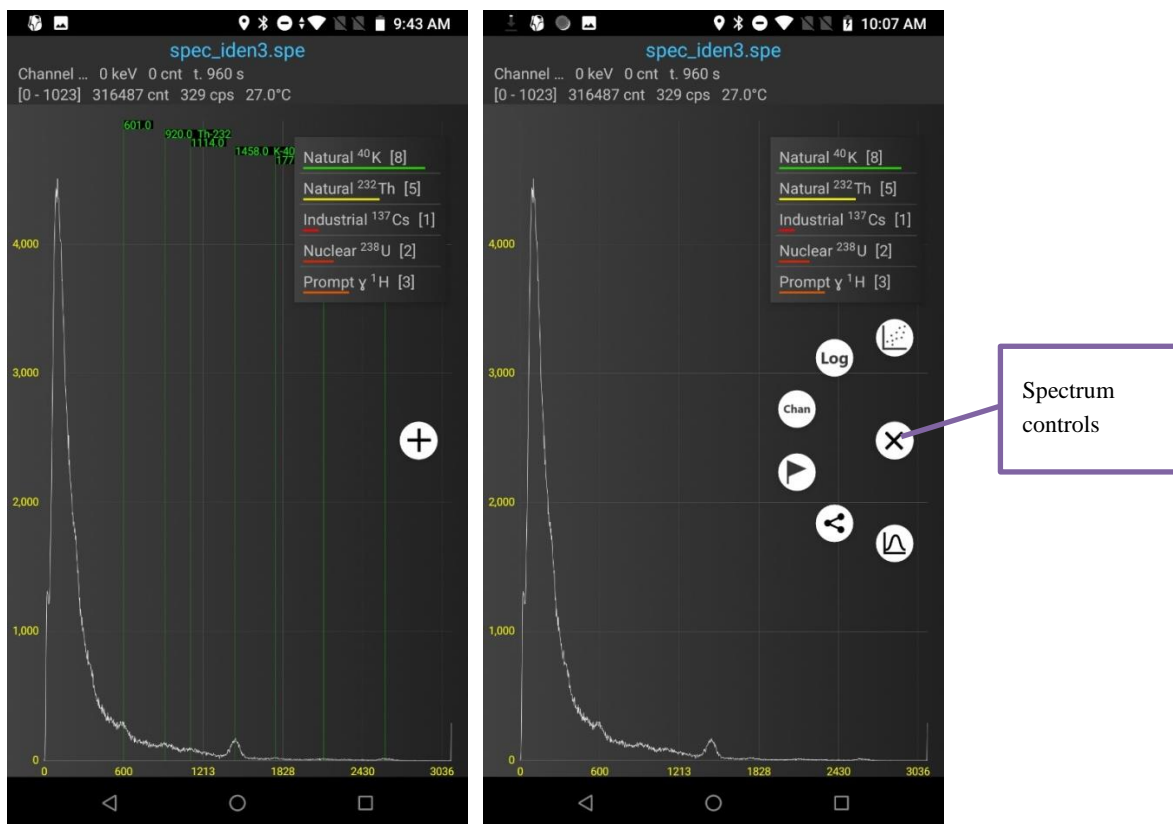 9:43 AM
spec_iden3.spe
Channel ... 0 keV 0 cnt t. 960 s
[0 - 1023] 316487 cnt 329 cps 27.0°C
601.0
920.0 Th-232
1114.0
1458.0 K-40
177
Natural ⁴⁰K [8]
Natural ²³²Th [5]
Industrial ¹³⁷Cs [1]
Nuclear ²³⁸U [2]
Prompt γ ¹H [3]
4,000
3,000
2,000
1,000
0
0 600 1213 1828 2430 3036
10:07 AM
spec_iden3.spe
Channel ... 0 keV 0 cnt t. 960 s
[0 - 1023] 316487 cnt 329 cps 27.0°C
Natural ⁴⁰K [8]
Natural ²³²Th [5]
Industrial ¹³⁷Cs [1]
Nuclear ²³⁸U [2]
Prompt γ ¹H [3]
4,000
Log
3,000
Chan
2,000
1,000
0
0 600 1213 1828 2430 3036
Spectrum
controls